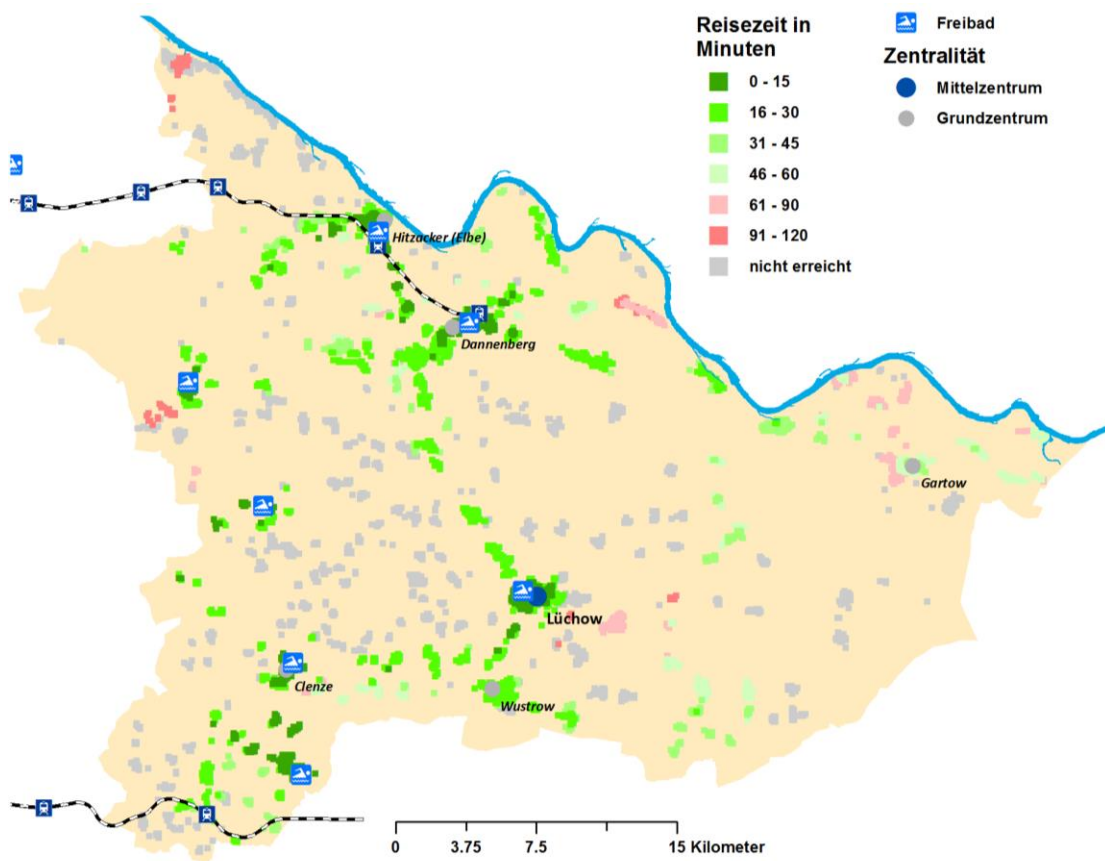 Reisezeit in
Minuten
0 - 15
16 - 30
31 - 45
46 - 60
61 - 90
91 - 120
nicht erreicht
Freibad
Zentralität
Mittelzentrum
Grundzentrum
Hitzacker (Elbe)
Dannenberg
Gartow
Lüchow
Clenze
Wustrow
0 3.75 7.5 15 Kilometer